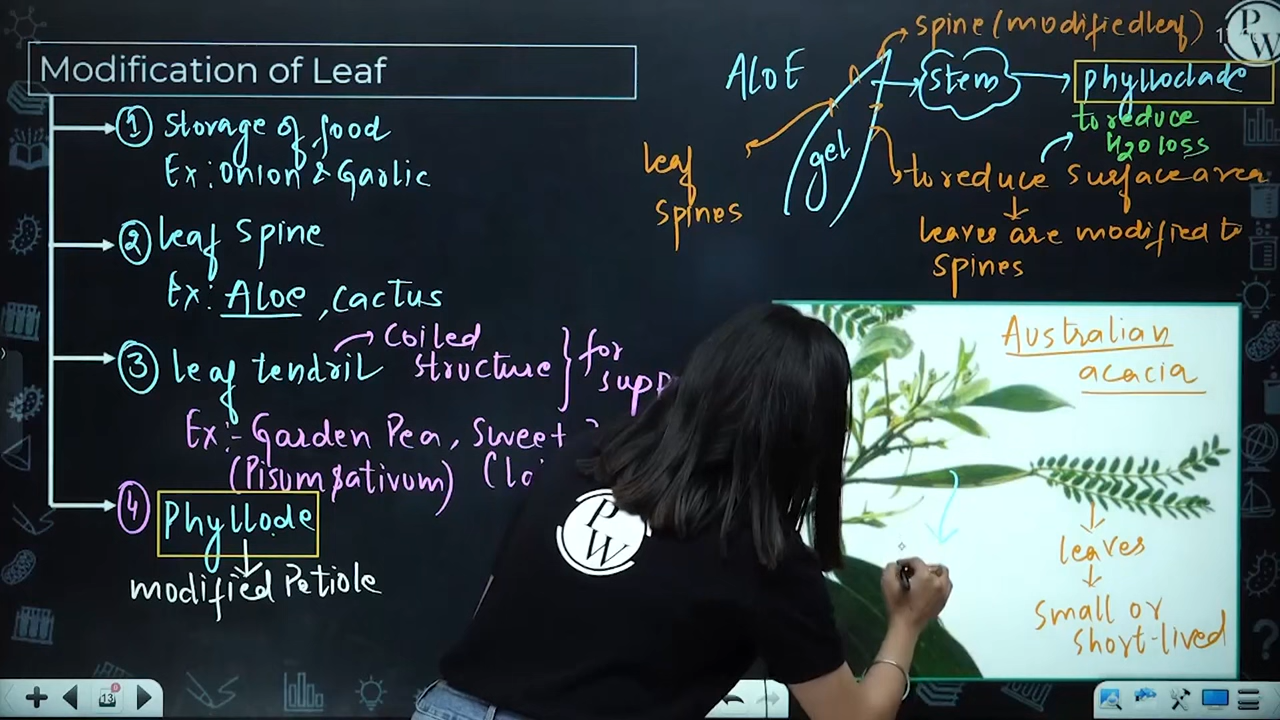 Modification of Leaf
① Storage of food
Ex: Onion & Garlic
② leaf spine
Ex: Aloe, cactus
③ leaf tendril → Coiled structure } for
Ex:- Garden Pea, Sweet
(Pisum sativum)
④ Phyllode
modified Petiole
spine (modified leaf)
AloE
stem → phylloclade
to reduce
H2O loss
leaf
spines
gel
to reduce surface area
leaves are modified to
spines
Australian
acacia
leaves
small or
short-lived
P
W
P
W
13